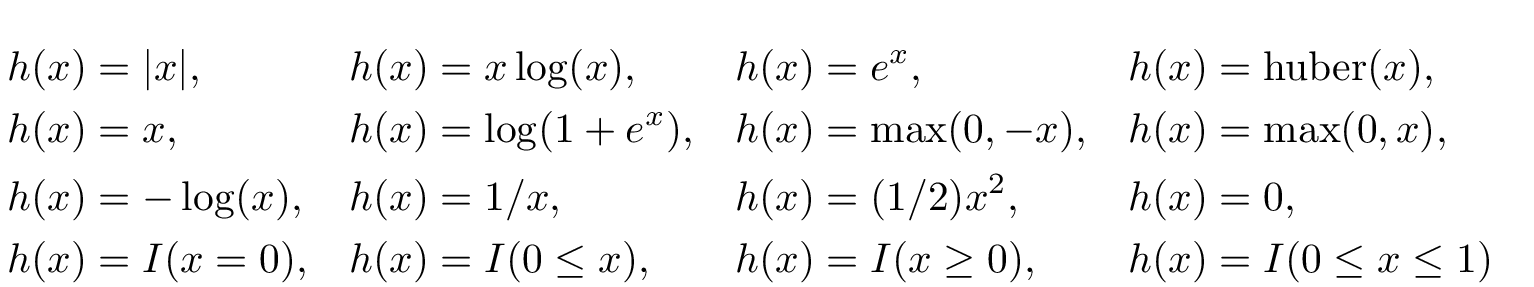 h(x) = |x|, h(x) = x log(x), h(x) = e^x, h(x) = huber(x),
h(x) = x, h(x) = log(1 + e^x), h(x) = max(0, −x), h(x) = max(0, x),
h(x) = − log(x), h(x) = 1/x, h(x) = (1/2)x^2, h(x) = 0,
h(x) = I(x = 0), h(x) = I(0 ≤ x), h(x) = I(x ≥ 0), h(x) = I(0 ≤ x ≤ 1)